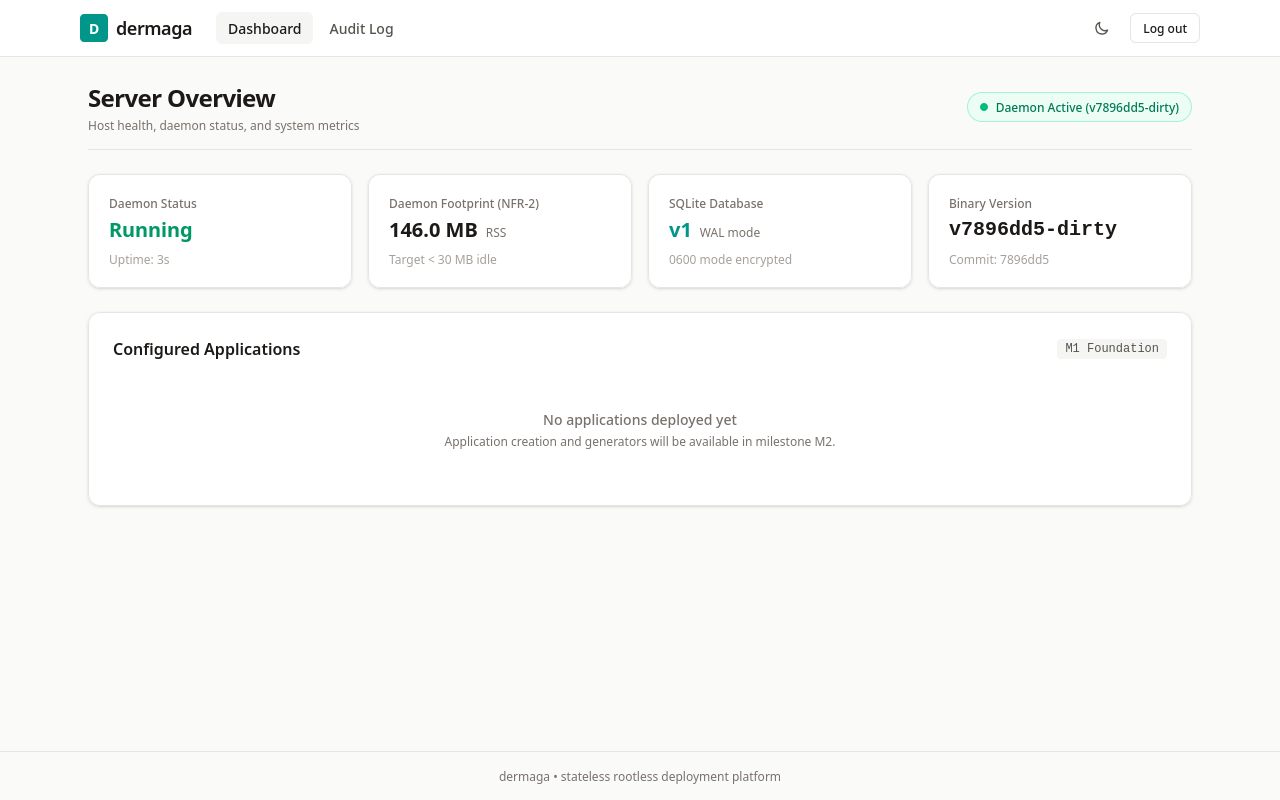 D dermaga Dashboard Audit Log Log out
Server Overview
Host health, daemon status, and system metrics
Daemon Active (v7896dd5-dirty)
Daemon Status
Running
Uptime: 3s
Daemon Footprint (NFR-2)
146.0 MB RSS
Target < 30 MB idle
SQLite Database
v1 WAL mode
0600 mode encrypted
Binary Version
v7896dd5-dirty
Commit: 7896dd5
Configured Applications
M1 Foundation
No applications deployed yet
Application creation and generators will be available in milestone M2.
dermaga • stateless rootless deployment platform